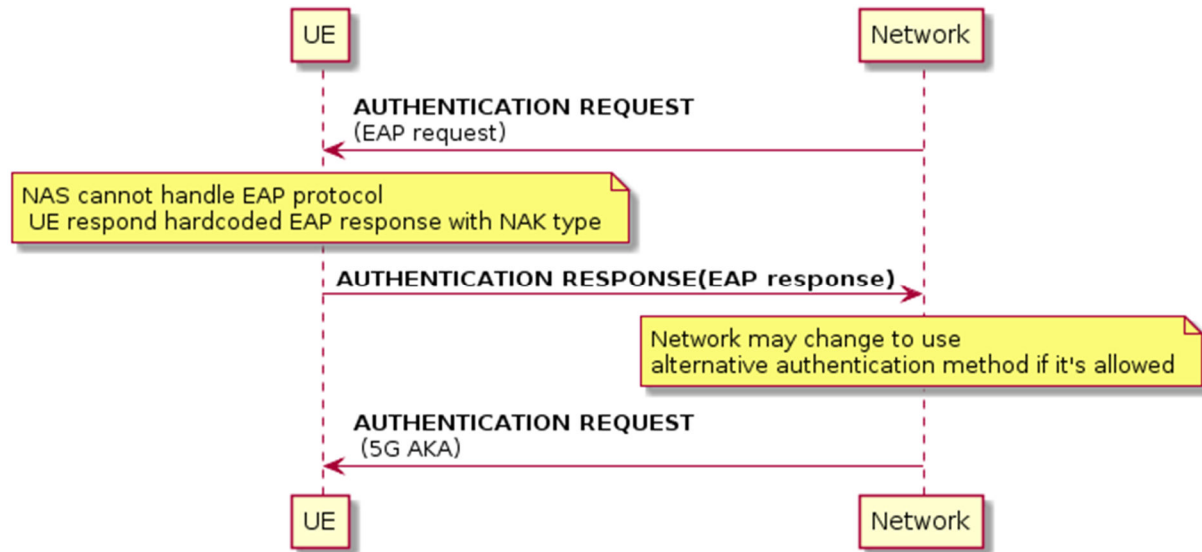 UE
Network
AUTHENTICATION REQUEST
(EAP request)
NAS cannot handle EAP protocol
UE respond hardcoded EAP response with NAK type
AUTHENTICATION RESPONSE(EAP response)
Network may change to use
alternative authentication method if it's allowed
AUTHENTICATION REQUEST
(5G AKA)
UE
Network